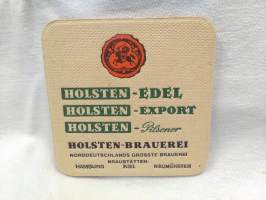 HOLSTEN-EDEL
HOLSTEN-EXPORT
HOLSTEN-Pilsener
HOLSTEN-BRAUEREI
NORDDEUTSCHLANDS GRÖSSTE BRAUEREI
BRAUSTÄTTEN:
HAMBURG KIEL NEUMÜNSTER